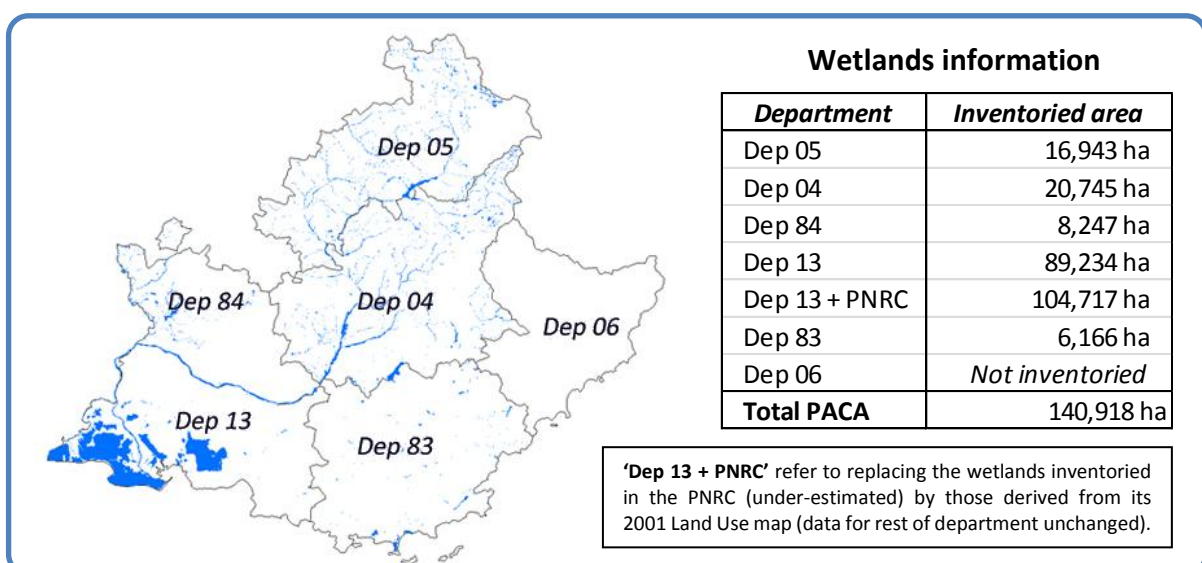 Dep 05
Dep 84
Dep 04
Dep 06
Dep 13
Dep 83
Wetlands information
Department Inventoried area
Dep 05 16,943 ha
Dep 04 20,745 ha
Dep 84 8,247 ha
Dep 13 89,234 ha
Dep 13 + PNRC 104,717 ha
Dep 83 6,166 ha
Dep 06 Not inventoried
Total PACA 140,918 ha
‘Dep 13 + PNRC’ refer to replacing the wetlands inventoried
in the PNRC (under-estimated) by those derived from its
2001 Land Use map (data for rest of department unchanged).